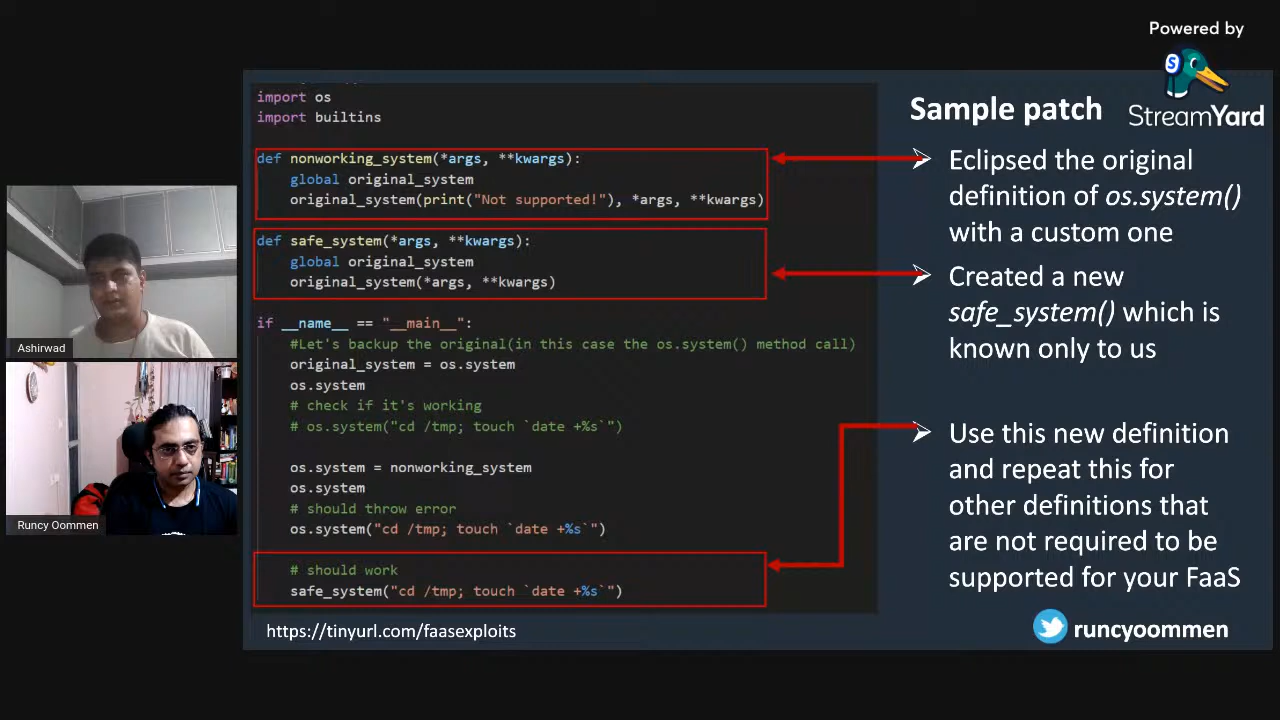 Powered by
StreamYard
import os
import builtins
def nonworking_system(*args, **kwargs):
global original_system
original_system(print("Not supported!"), *args, **kwargs)
def safe_system(*args, **kwargs):
global original_system
original_system(*args, **kwargs)
if __name__ == "__main__":
#Let's backup the original(in this case the os.system() method call)
original_system = os.system
os.system
# check if it's working
# os.system("cd /tmp; touch `date +%s`")
os.system = nonworking_system
os.system
# should throw error
os.system("cd /tmp; touch `date +%s`")
# should work
safe_system("cd /tmp; touch `date +%s`")
https://tinyurl.com/faasexploits
Sample patch
Eclipsed the original
definition of os.system()
with a custom one
Created a new
safe_system() which is
known only to us
Use this new definition
and repeat this for
other definitions that
are not required to be
supported for your FaaS
runcyoommen
Ashirwad
Runcy Oommen